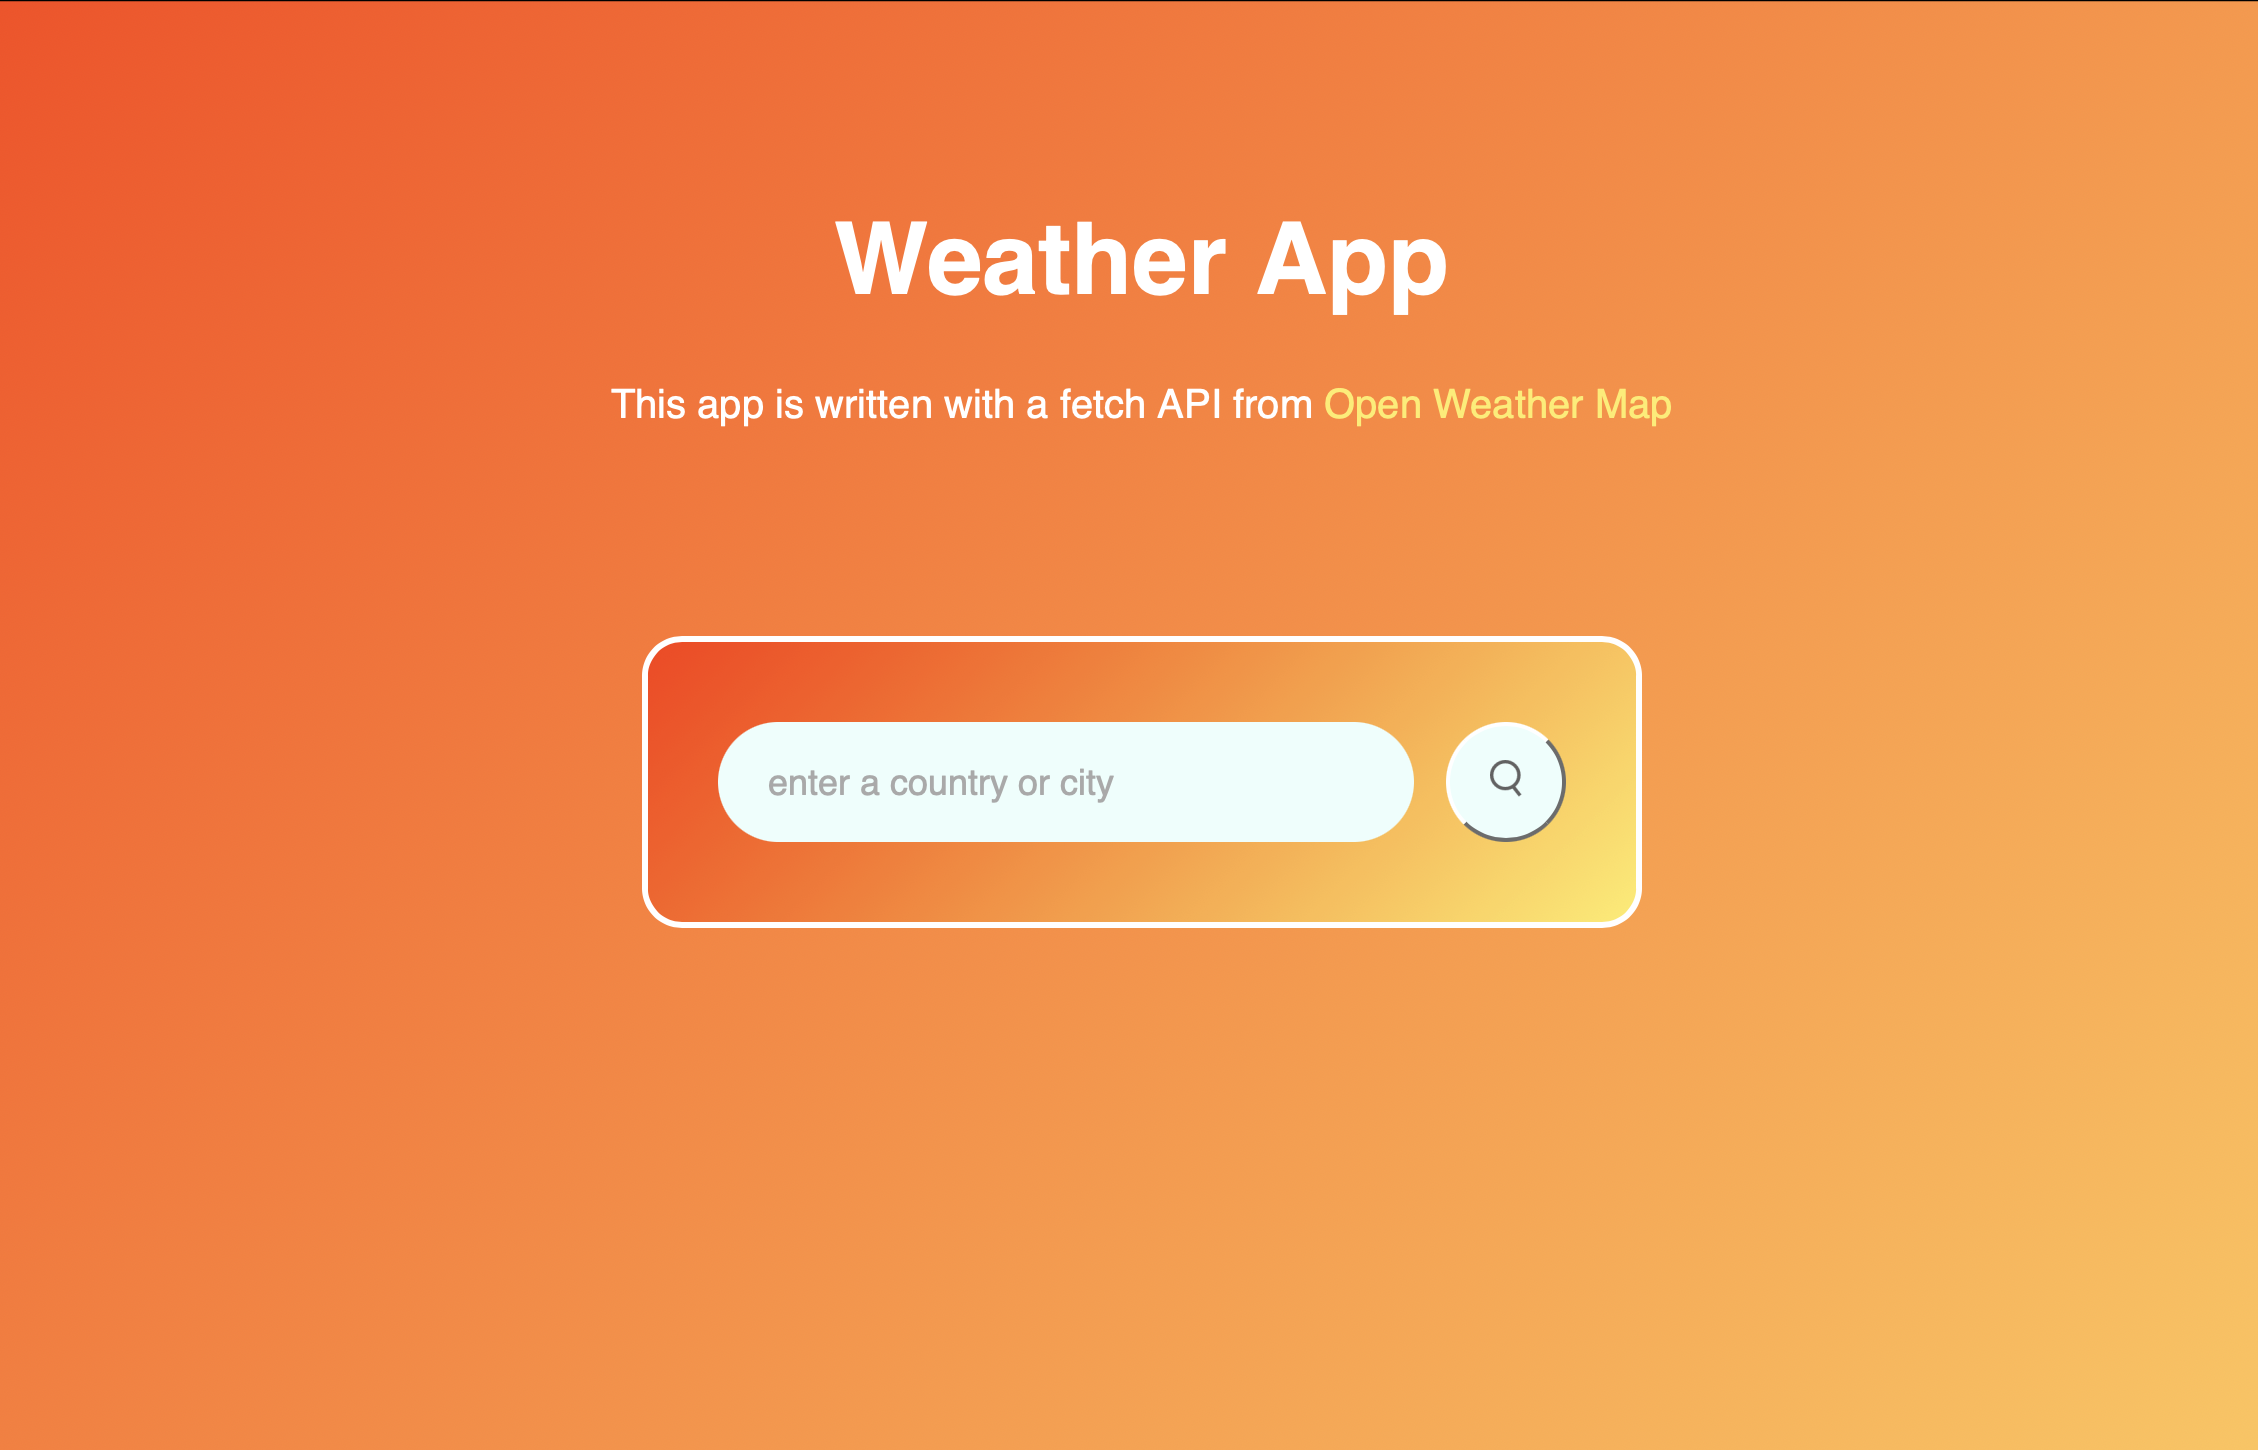 Weather App
This app is written with a fetch API from Open Weather Map
enter a country or city